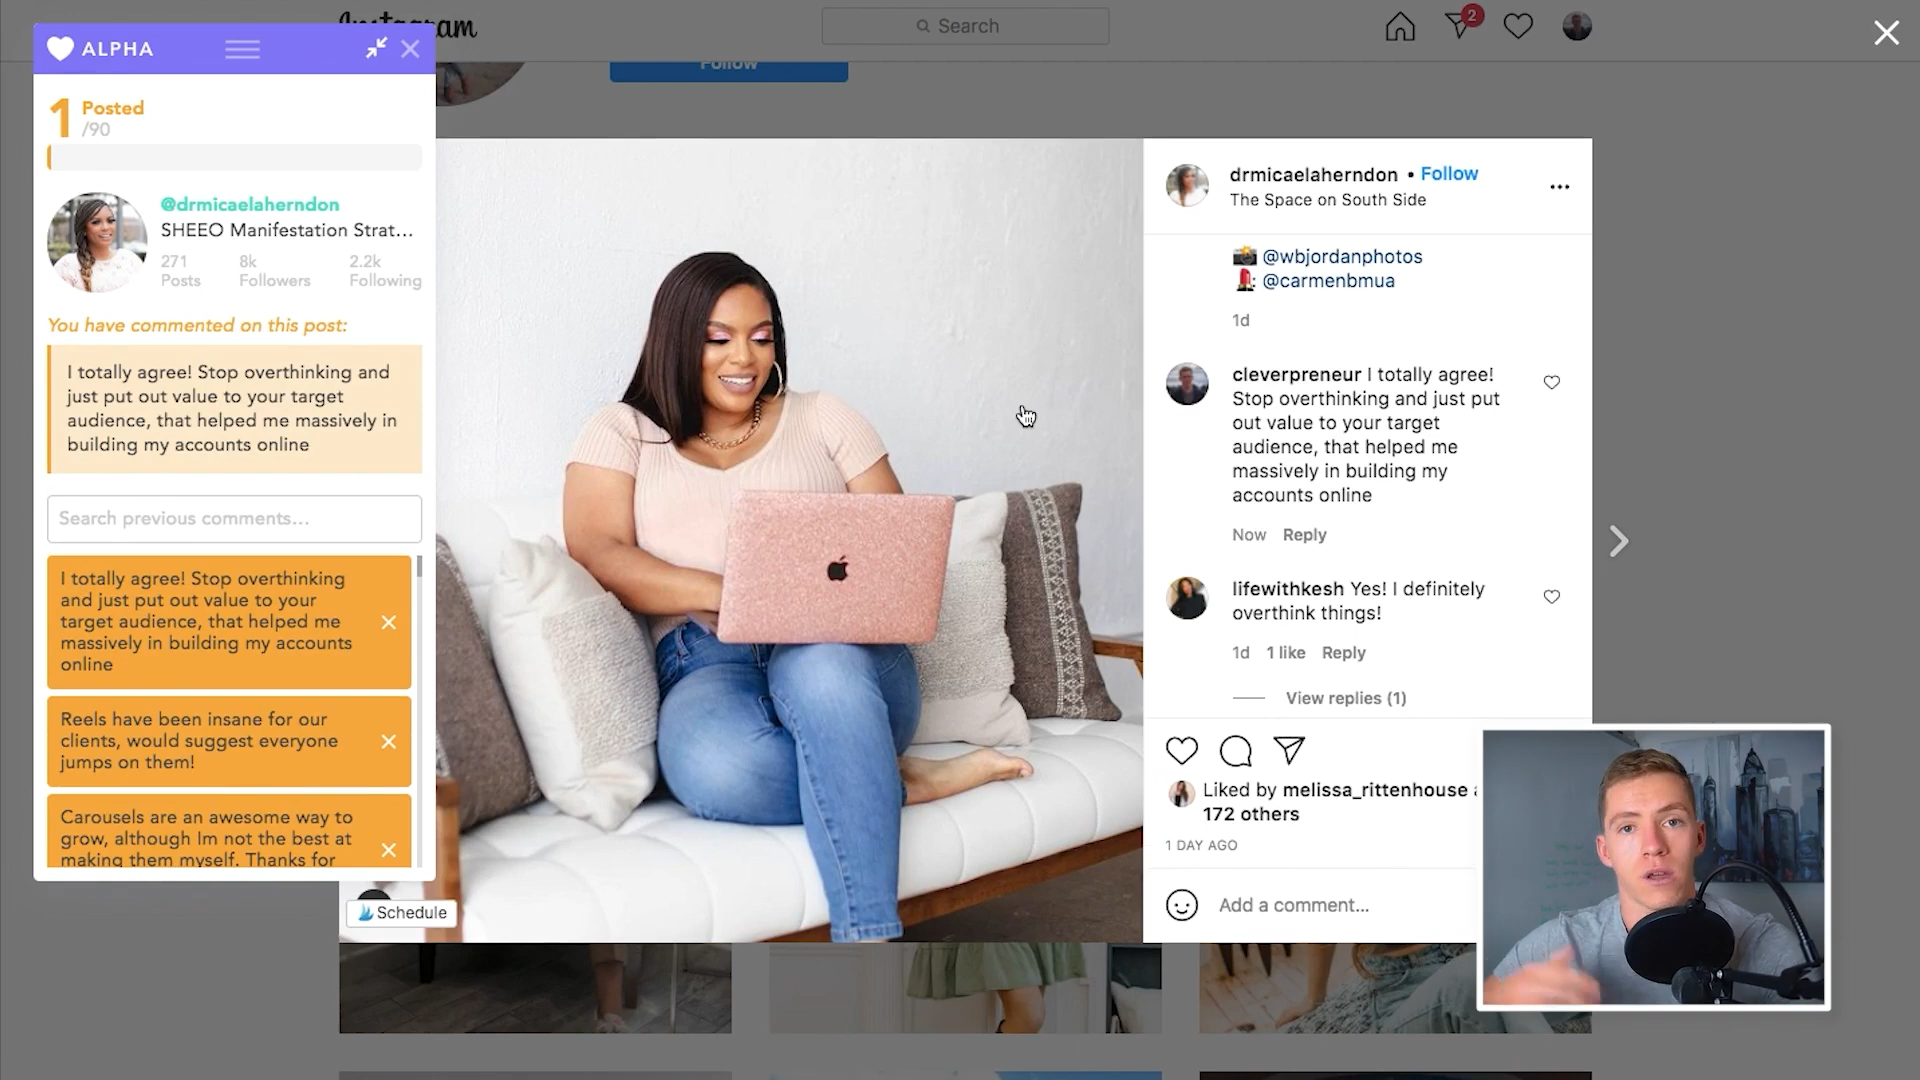 Instagram
Search
2
ALPHA
Follow
1 Posted
/90
@drmicaelaherndon
SHEEO Manifestation Strat...
271 8k 2.2k
Posts Followers Following
You have commented on this post:
I totally agree! Stop overthinking and
just put out value to your target
audience, that helped me massively in
building my accounts online
Search previous comments...
I totally agree! Stop overthinking
and just put out value to your
target audience, that helped me
massively in building my accounts
online
Reels have been insane for our
clients, would suggest everyone
jumps on them!
Carousels are an awesome way to
grow, although Im not the best at
making them myself. Thanks for
Schedule
drmicaelaherndon • Follow
The Space on South Side
@wbjordanphotos
: @carmenbmua
1d
cleverpreneur I totally agree!
Stop overthinking and just put
out value to your target
audience, that helped me
massively in building my
accounts online
Now Reply
lifewithkesh Yes! I definitely
overthink things!
1d 1 like Reply
View replies (1)
Liked by melissa_rittenhouse
172 others
1 DAY AGO
Add a comment...